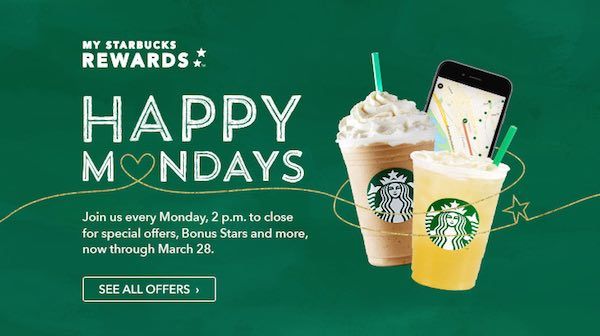 MY STARBUCKS
REWARDS
HAPPY
MONDAYS
Join us every Monday, 2 p.m. to close
for special offers, Bonus Stars and more,
now through March 28.
SEE ALL OFFERS ›